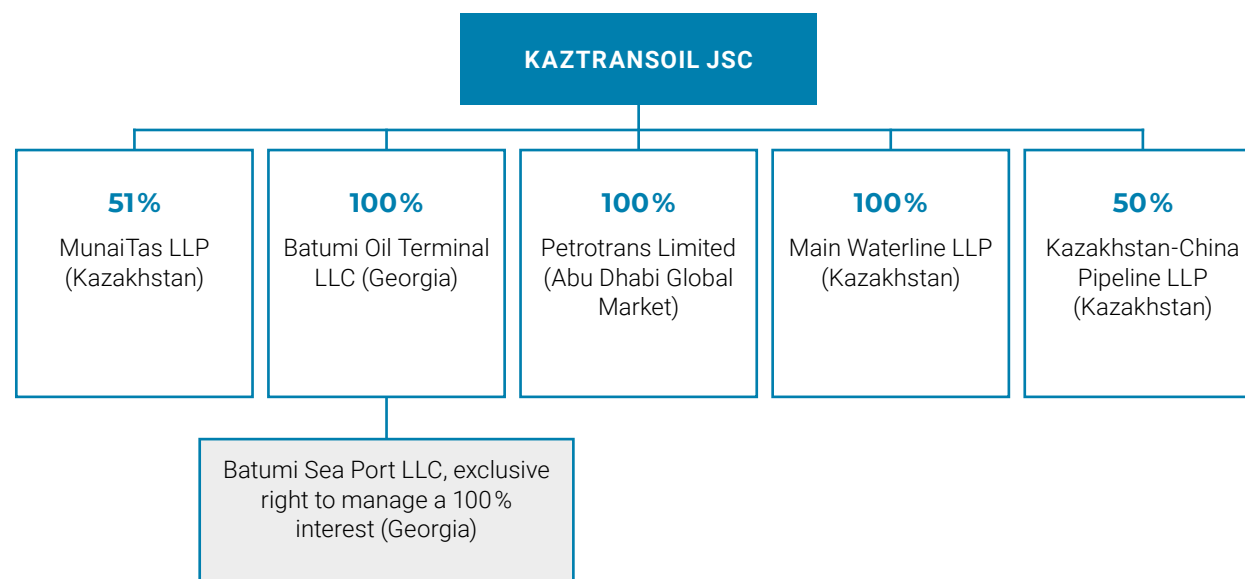 KAZTRANSOIL JSC
51%
MunaiTas LLP
(Kazakhstan)
100%
Batumi Oil Terminal
LLC (Georgia)
100%
Petrotrans Limited
(Abu Dhabi Global
Market)
100%
Main Waterline LLP
(Kazakhstan)
50%
Kazakhstan-China
Pipeline LLP
(Kazakhstan)
Batumi Sea Port LLC, exclusive
right to manage a 100%
interest (Georgia)